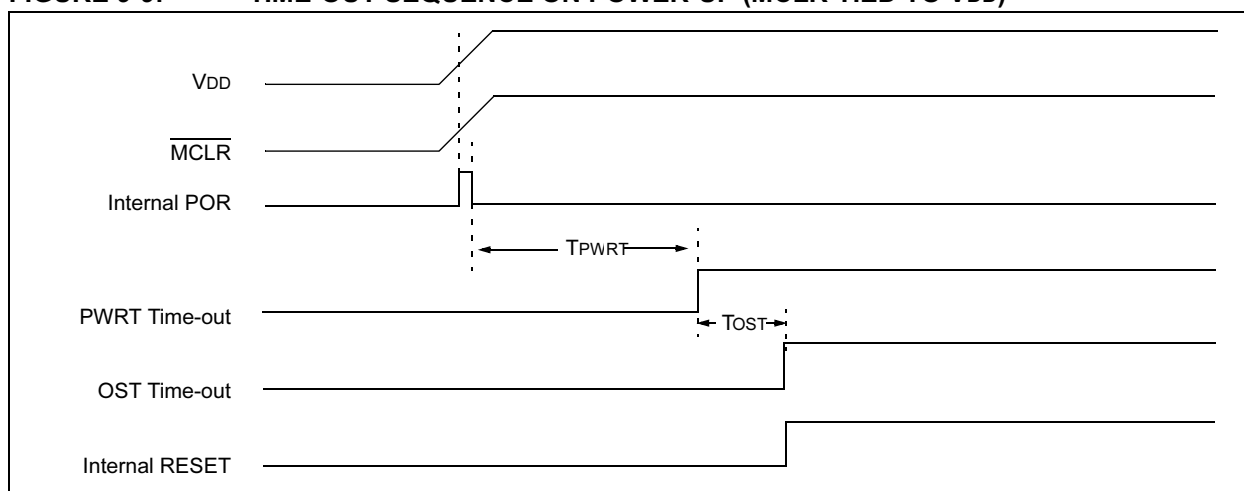 VDD
MCLR
Internal POR
TPWRT
PWRT Time-out
TOST
OST Time-out
Internal RESET